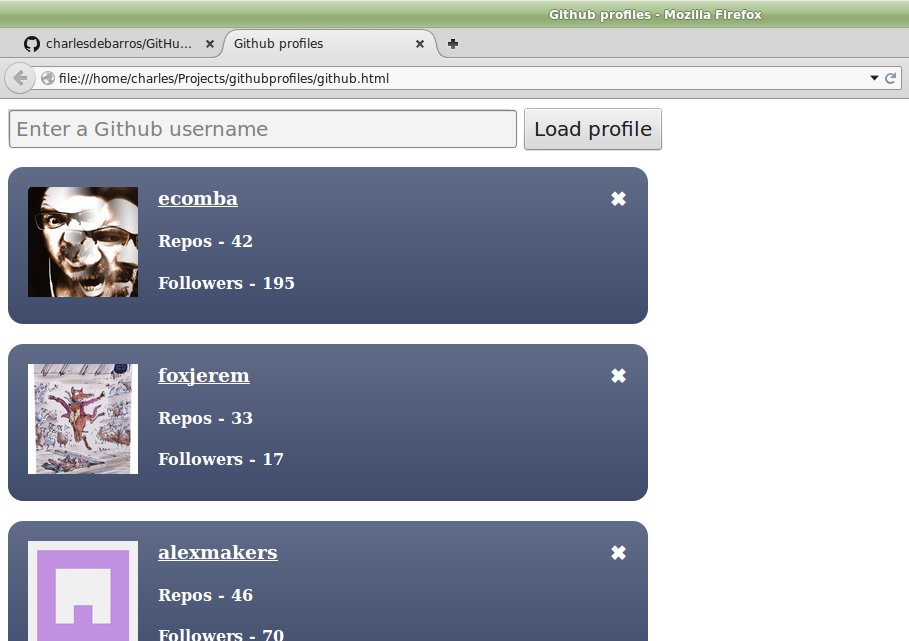 Github profiles - Mozilla Firefox
charlesdebarros/GitHu...
Github profiles
file:///home/charles/Projects/githubprofiles/github.html
Enter a Github username
Load profile
ecomba
Repos - 42
Followers - 195
foxjerem
Repos - 33
Followers - 17
alexmakers
Repos - 46
Followers - 70